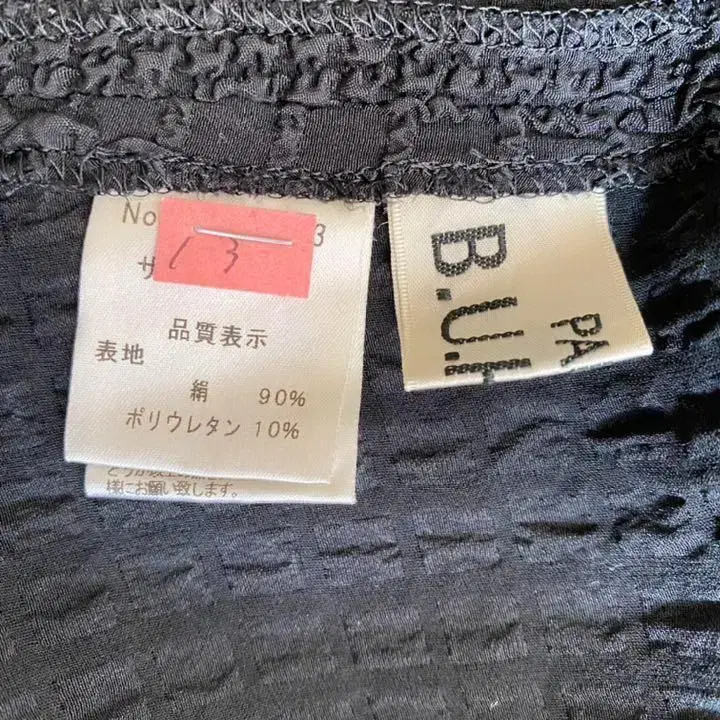 No 3
13
サ
品質表示
表地
絹 90%
ポリウレタン 10%
様にお願い致します。
B.U.
PA